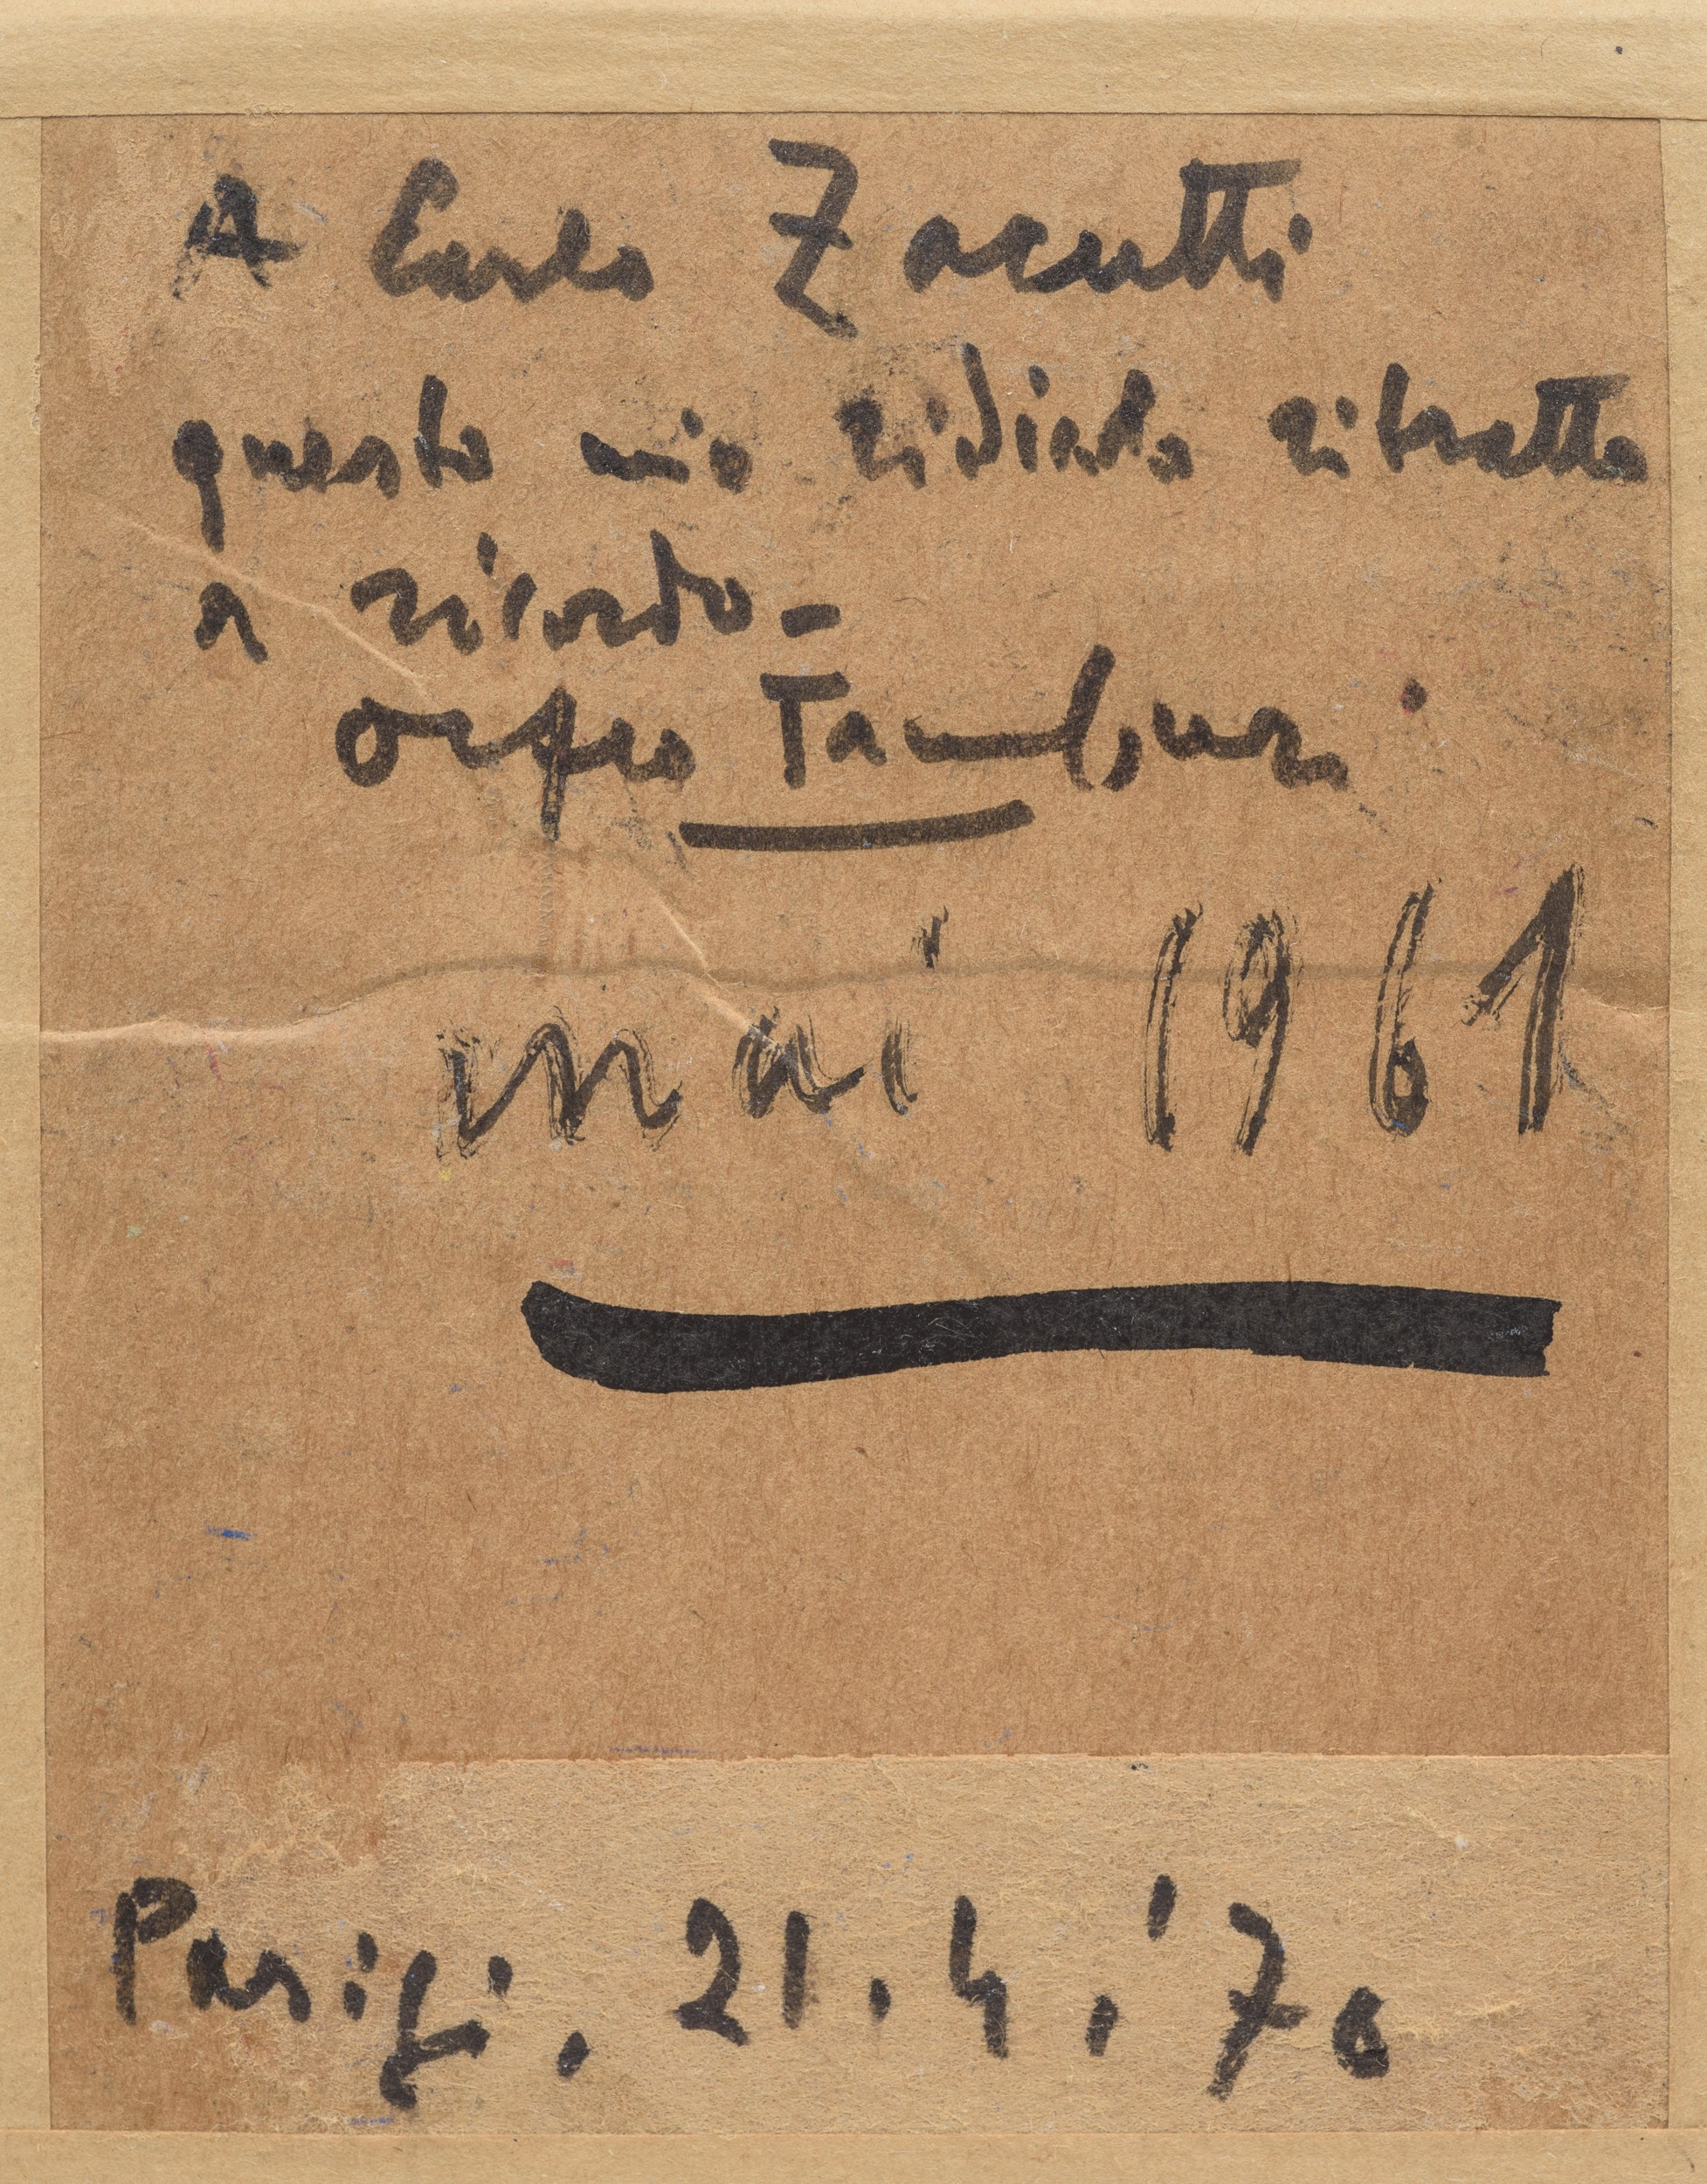 A Carlo Zacutti
questo mio ridicolo ritratto
a ricordo -
Orfeo Tamburi
mai 1961
Parigi, 21.4.'70